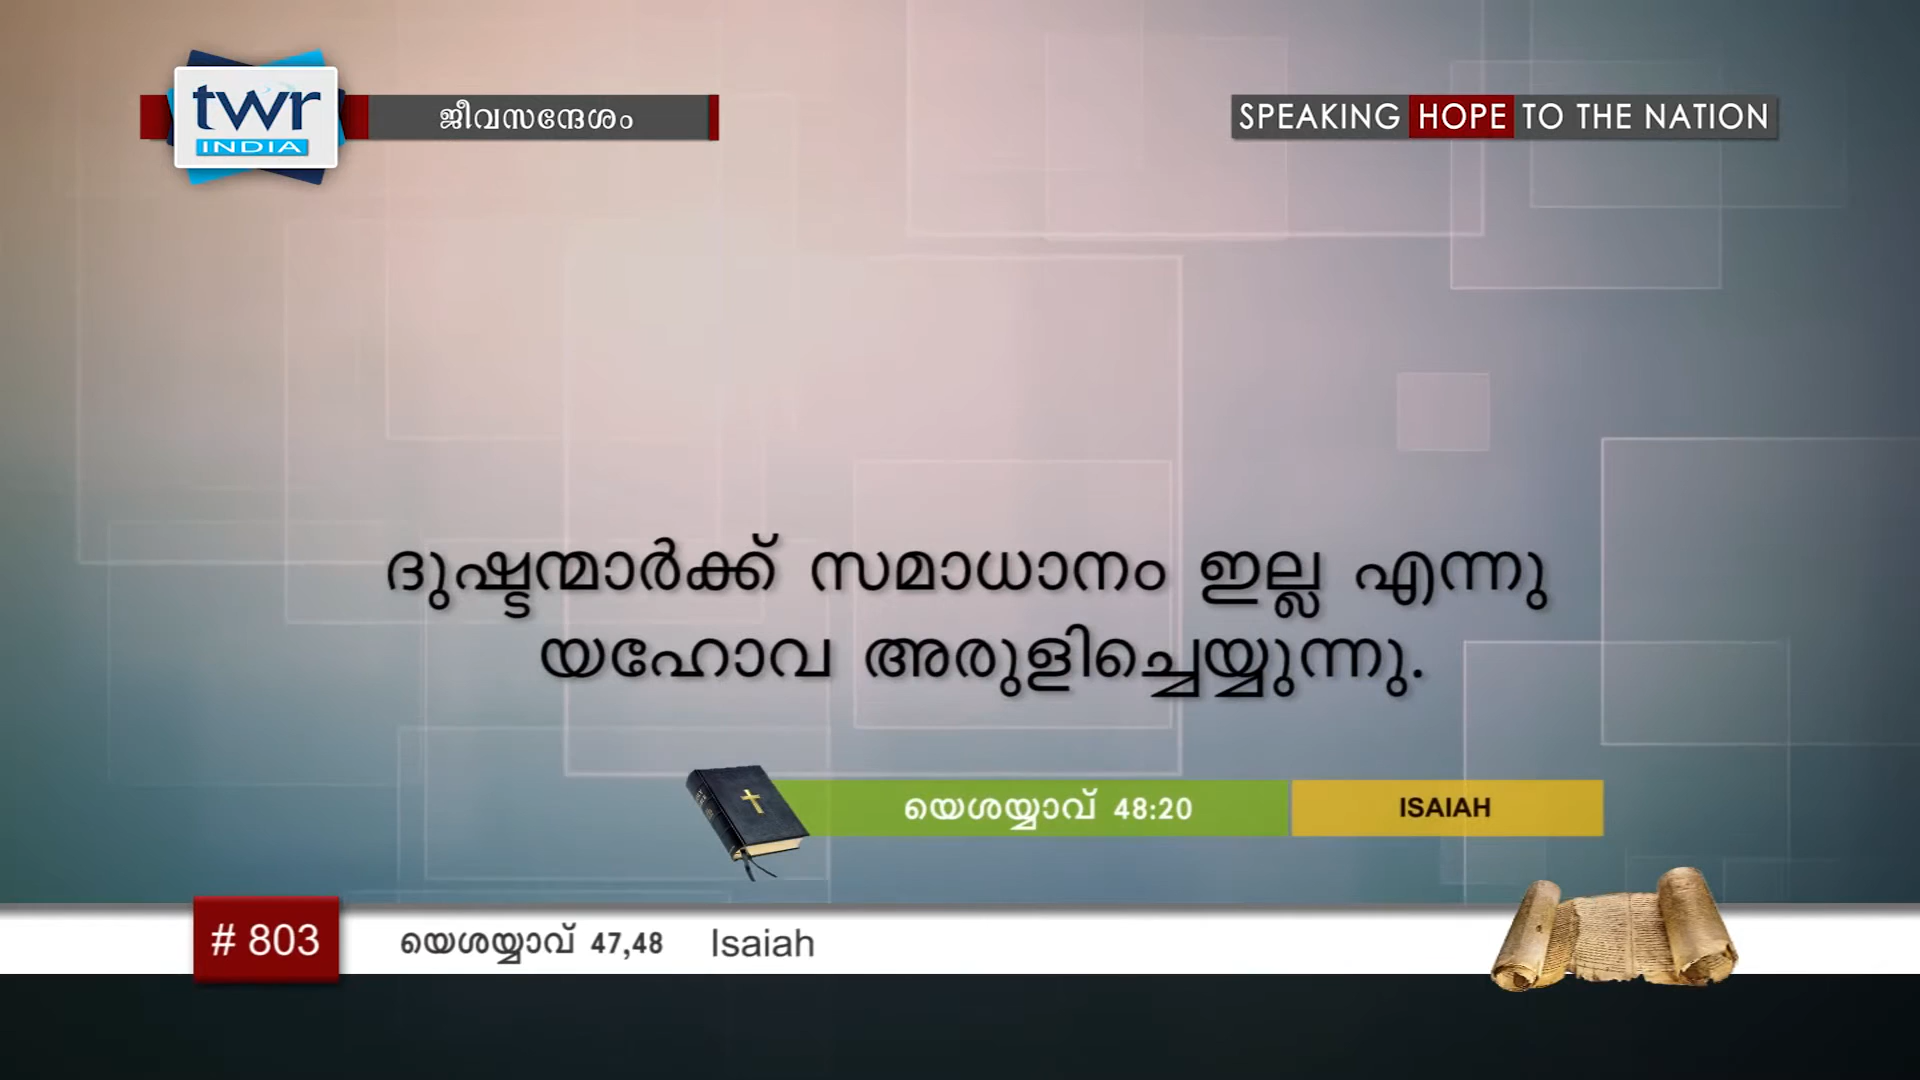 twr
INDIA
ജീവസന്ദേശം
SPEAKING HOPE TO THE NATION
ദുഷ്ടന്മാർക്ക് സമാധാനം ഇല്ല എന്നു
യഹോവ അരുളിച്ചെയ്യുന്നു.
യെശയ്യാവ് 48:20
ISAIAH
# 803
യെശയ്യാവ് 47,48
Isaiah